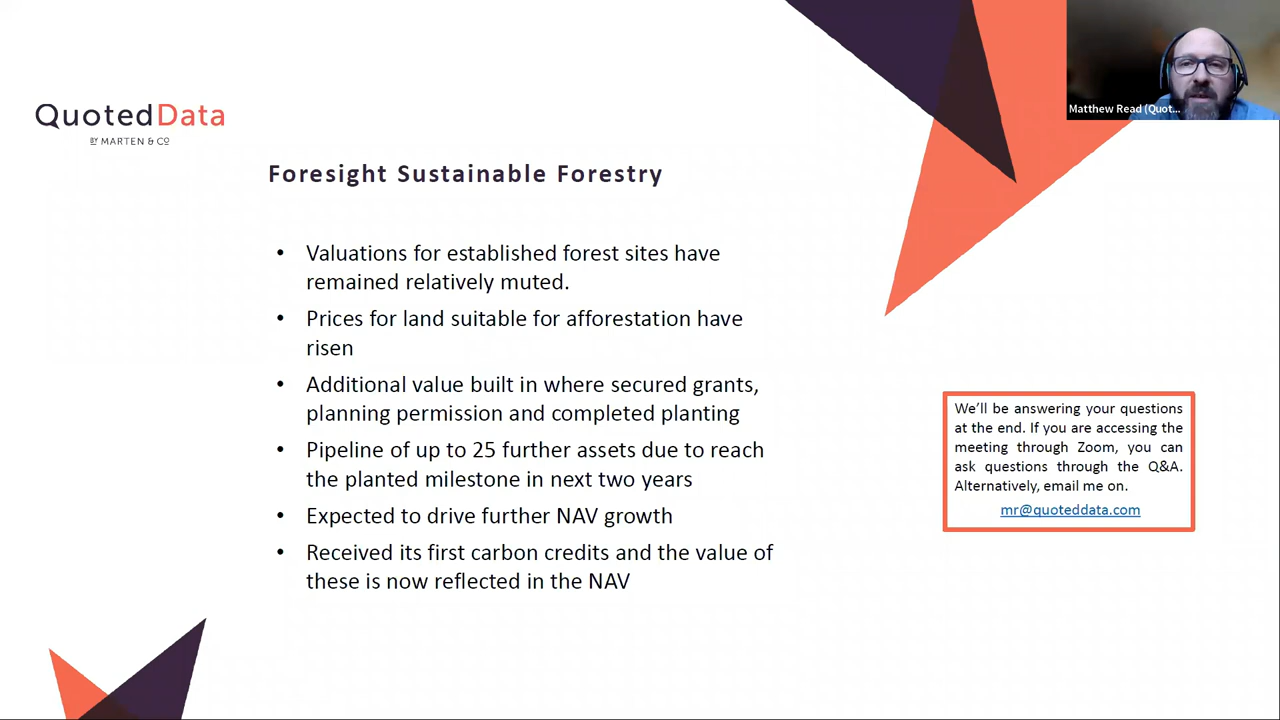 QuotedData
BY MARTEN & CO
Matthew Read (Quot...
Foresight Sustainable Forestry
• Valuations for established forest sites have
remained relatively muted.
• Prices for land suitable for afforestation have
risen
• Additional value built in where secured grants,
planning permission and completed planting
• Pipeline of up to 25 further assets due to reach
the planted milestone in next two years
• Expected to drive further NAV growth
• Received its first carbon credits and the value of
these is now reflected in the NAV
We’ll be answering your questions
at the end. If you are accessing the
meeting through Zoom, you can
ask questions through the Q&A.
Alternatively, email me on.
mr@quoteddata.com